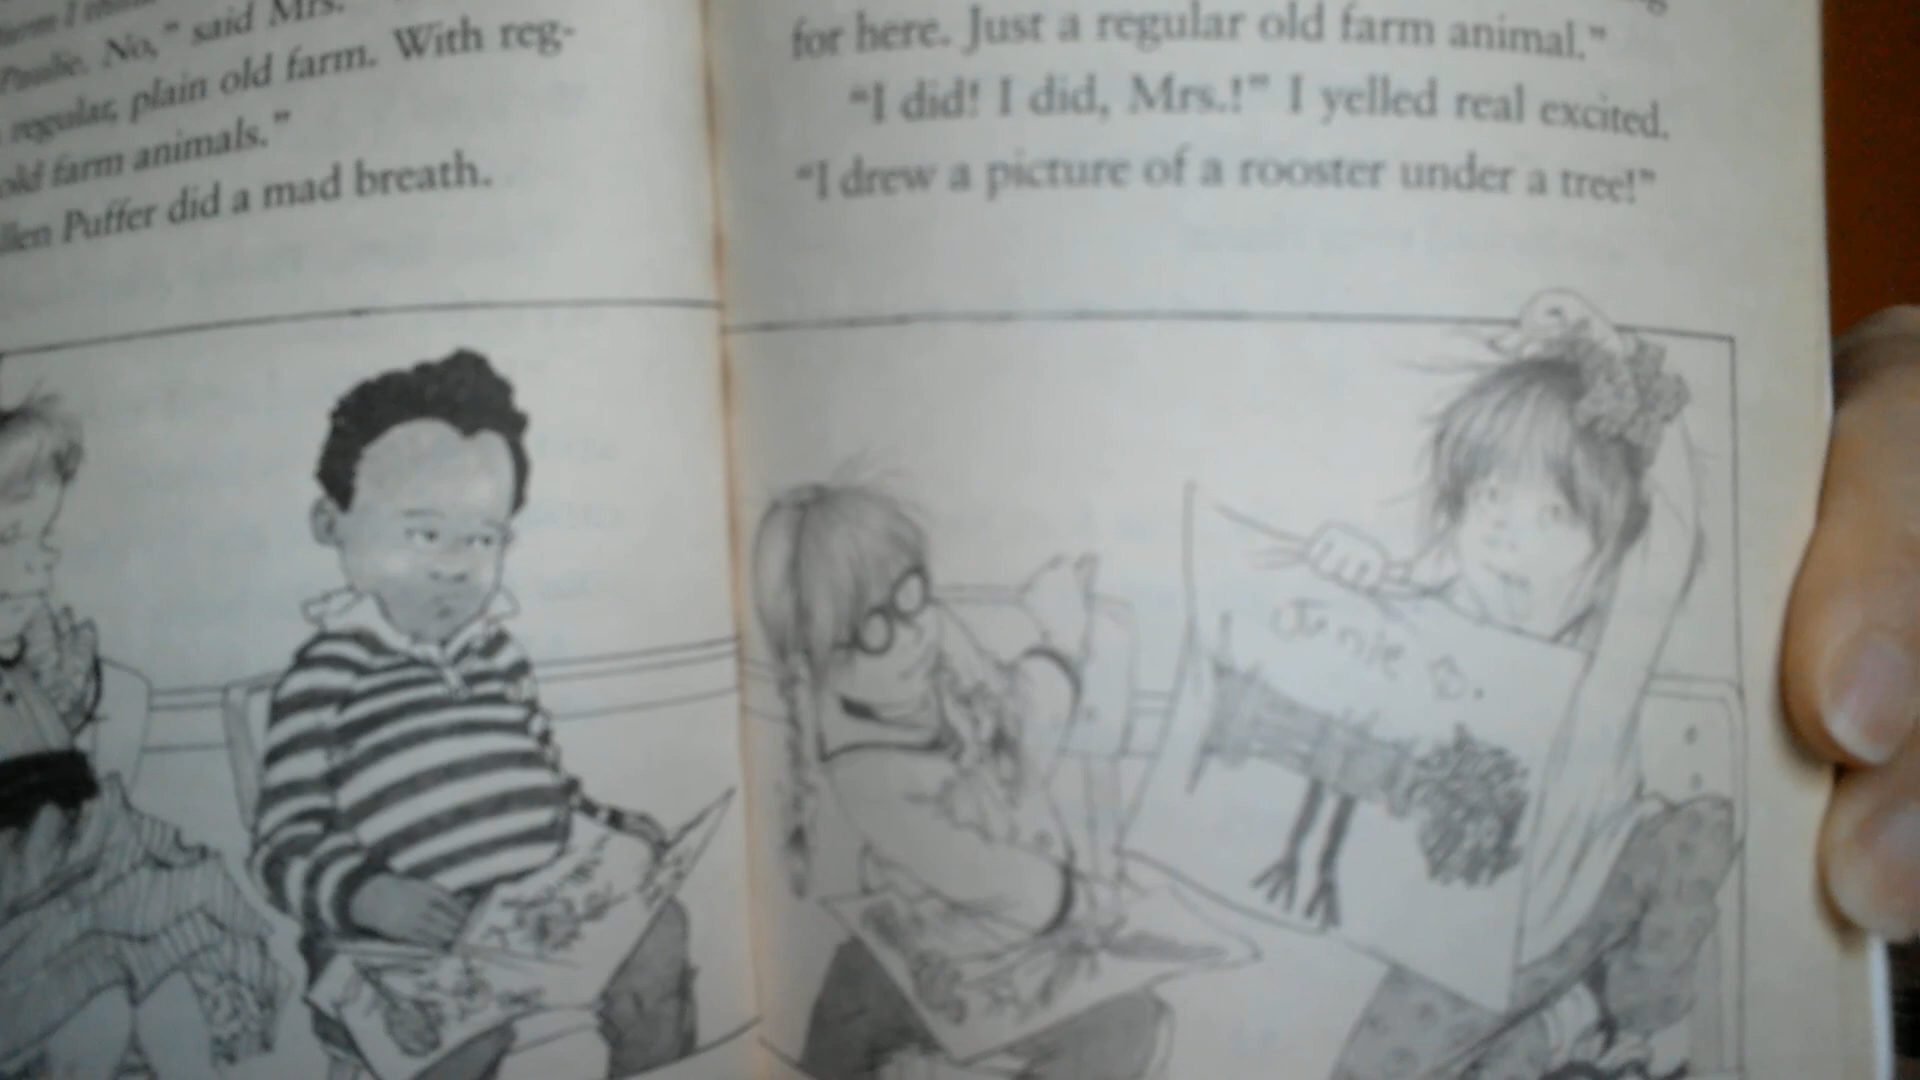 Paulie. No," said Mrs.
regular, plain old farm. With reg-
old farm animals."
llen Puffer did a mad breath.
for here. Just a regular old farm animal."
"I did! I did, Mrs.!" I yelled real excited.
"I drew a picture of a rooster under a tree!"
Junie B.